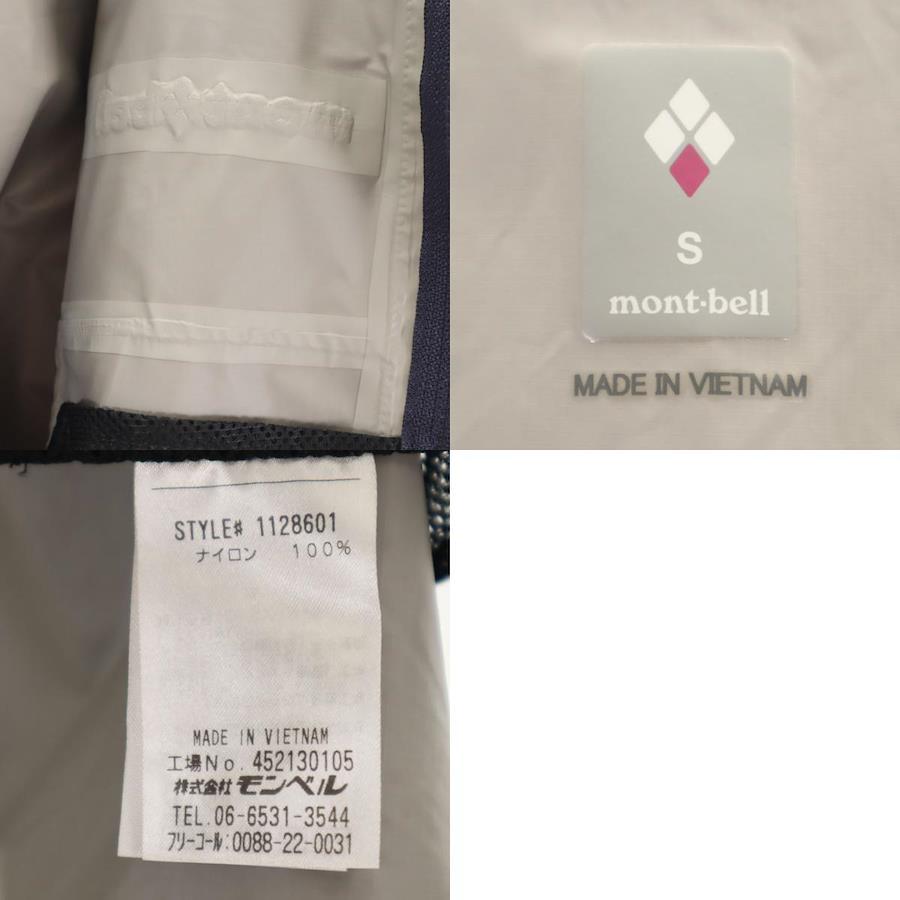 S
mont·bell
MADE IN VIETNAM
STYLE# 1128601
ナイロン 100%
MADE IN VIETNAM
工場No. 452130105
株式会社 モンベル
TEL.06-6531-3544
フリーコール:0088-22-0031